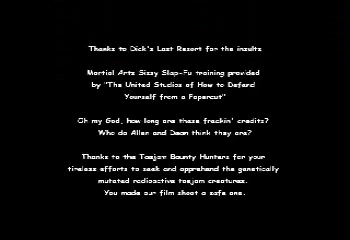 Thanks to Dick's Last Resort for the insults
Martial Arts Sissy Slap-Fu training provided
by "The United Studios of How to Defend
Yourself from a Papercut"
Oh my God, how long are these frackin' credits?
Who do Allen and Dean think they are?
Thanks to the Toejam Bounty Hunters for your
tireless efforts to seek and apprehend the genetically
mutated radioactive toejam creatures.
You made our film shoot a safe one.